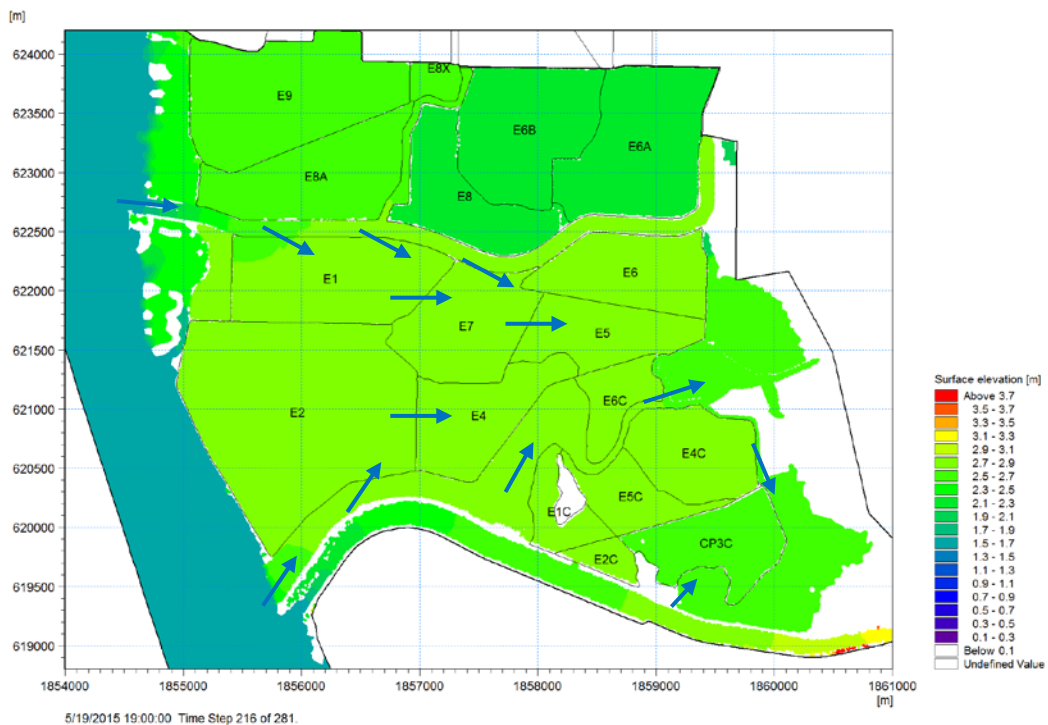 [m]
624000
623500
623000
622500
622000
621500
621000
620500
620000
619500
619000
E9
E8X
E6B
E6A
E8A
E8
E1
E6
E7
E5
E2
E4
E6C
E4C
E5C
E1C
E2C
CP3C
1854000 1855000 1856000 1857000 1858000 1859000 1860000 1861000
[m]
Surface elevation [m]
Above 3.7
3.5 - 3.7
3.3 - 3.5
3.1 - 3.3
2.9 - 3.1
2.7 - 2.9
2.5 - 2.7
2.3 - 2.5
2.1 - 2.3
1.9 - 2.1
1.7 - 1.9
1.5 - 1.7
1.3 - 1.5
1.1 - 1.3
0.9 - 1.1
0.7 - 0.9
0.5 - 0.7
0.3 - 0.5
0.1 - 0.3
Below 0.1
Undefined Value
5/19/2015 19:00:00 Time Step 216 of 281.